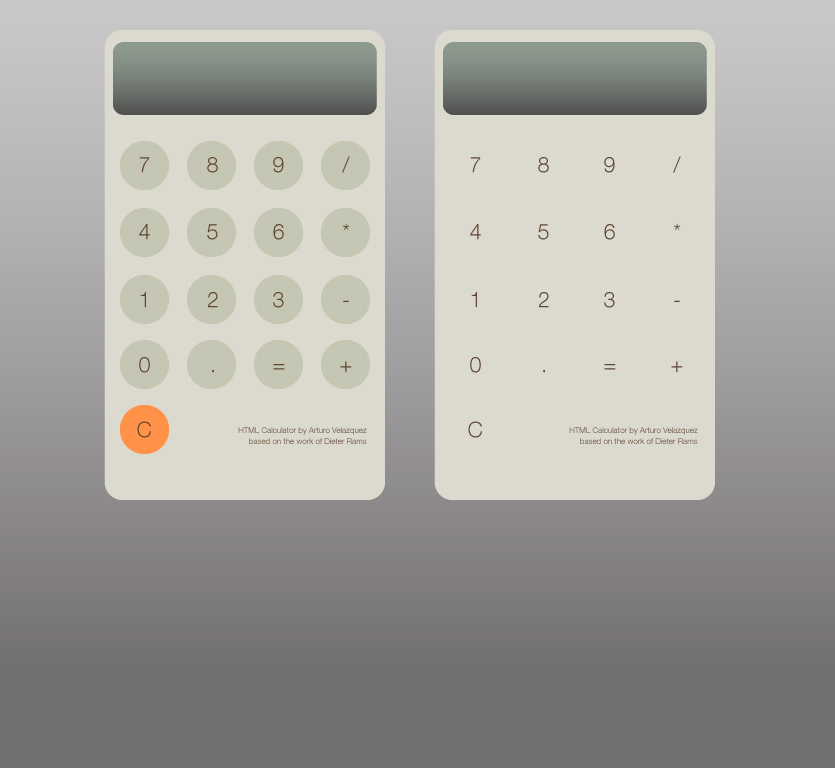 7 8 9 /
4 5 6 *
1 2 3 -
0 . = +
C
HTML Calculator by Arturo Velazquez
based on the work of Dieter Rams
7 8 9 /
4 5 6 *
1 2 3 -
0 . = +
C
HTML Calculator by Arturo Velazquez
based on the work of Dieter Rams